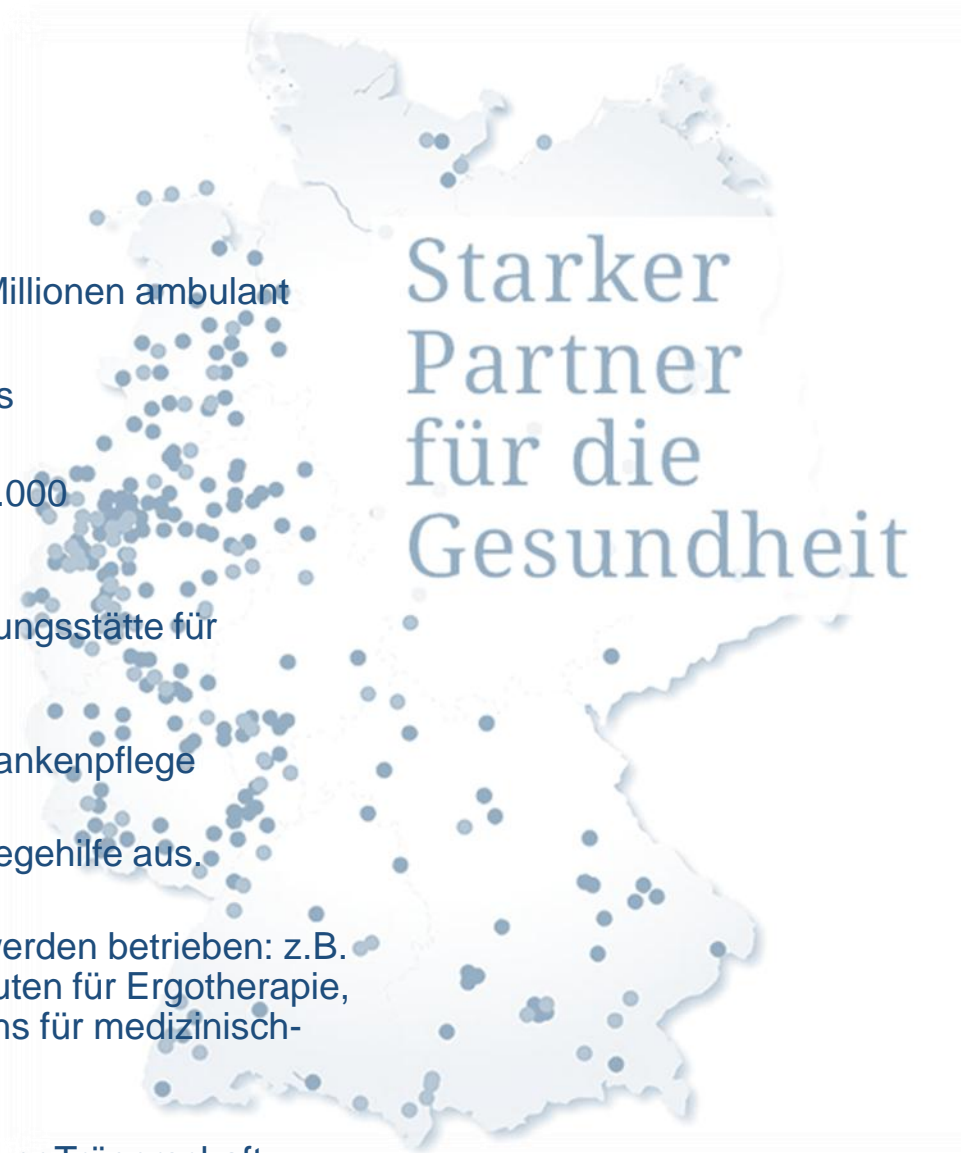 Millionen ambulant
s
.000
ungsstätte für
ankenpflege
egehilfe aus.
werden betrieben: z.B.
uten für Ergotherapie,
ns für medizinisch-
Starker
Partner
für die
Gesundheit